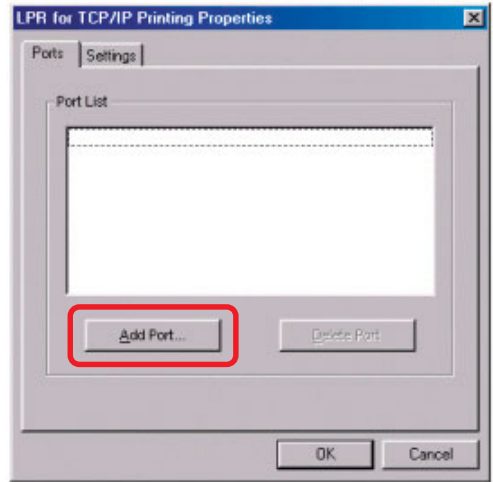 LPR for TCP/IP Printing Properties
Ports Settings
Port List
Add Port... Delete Port
OK Cancel